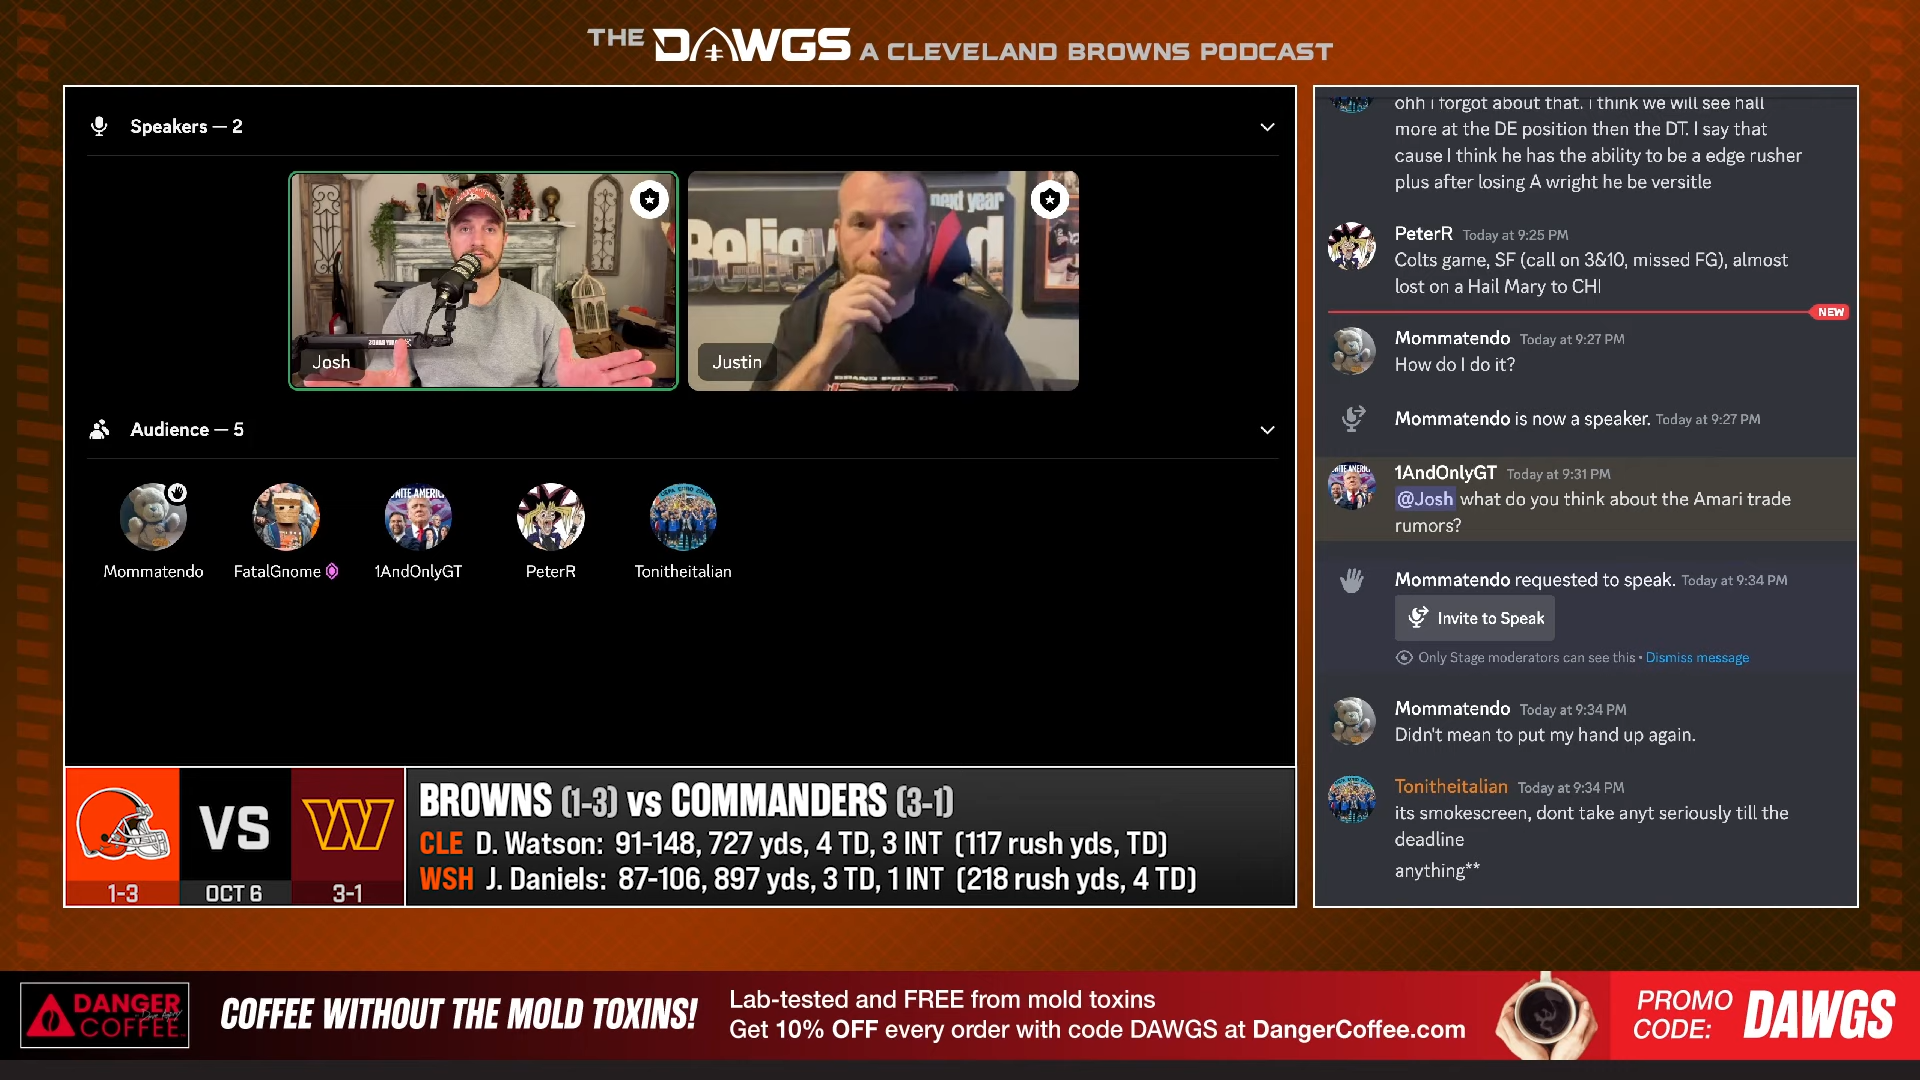 THE DAWGS A CLEVELAND BROWNS PODCAST
Speakers — 2
next year
Believe
Josh
Justin
GRAND PRIX OF
Audience — 5
UNITE AMERICA
Mommatendo
FatalGnome
1AndOnlyGT
PeterR
Tonitheitalian
VS
1-3
OCT 6
3-1
BROWNS (1-3) vs COMMANDERS (3-1)
CLE D. Watson: 91-148, 727 yds, 4 TD, 3 INT (117 rush yds, TD)
WSH J. Daniels: 87-106, 897 yds, 3 TD, 1 INT (218 rush yds, 4 TD)
ohh i forgot about that. i think we will see hall
more at the DE position then the DT. I say that
cause I think he has the ability to be a edge rusher
plus after losing A wright he be versitle
PeterR Today at 9:25 PM
Colts game, SF (call on 3&10, missed FG), almost
lost on a Hail Mary to CHI
NEW
Mommatendo Today at 9:27 PM
How do I do it?
Mommatendo is now a speaker. Today at 9:27 PM
1AndOnlyGT Today at 9:31 PM
@Josh what do you think about the Amari trade
rumors?
Mommatendo requested to speak. Today at 9:34 PM
Invite to Speak
Only Stage moderators can see this • Dismiss message
Mommatendo Today at 9:34 PM
Didn't mean to put my hand up again.
Tonitheitalian Today at 9:34 PM
its smokescreen, dont take anyt seriously till the
deadline
anything**
DANGER
COFFEE
COFFEE WITHOUT THE MOLD TOXINS!
Lab-tested and FREE from mold toxins
Get 10% OFF every order with code DAWGS at DangerCoffee.com
PROMO
CODE:
DAWGS